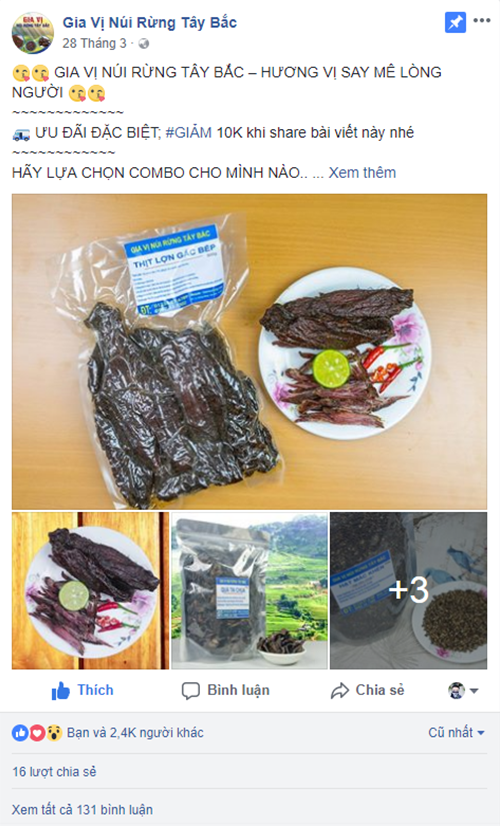 Gia Vị Núi Rừng Tây Bắc
28 Tháng 3 ·
😘😘 GIA VỊ NÚI RỪNG TÂY BẮC – HƯƠNG VỊ SAY MÊ LÒNG
NGƯỜI 😘😘
~~~~~~~~~~~~~
🚐 ƯU ĐÃI ĐẶC BIỆT; #GIẢM 10K khi share bài viết này nhé
~~~~~~~~~~~~
HÃY LỰA CHỌN COMBO CHO MÌNH NÀO.. ... Xem thêm
GIA VỊ NÚI RỪNG TÂY BẮC
THỊT LỢN GÁC BẾP
ĐT:
+3
Thích
Bình luận
Chia sẻ
Bạn và 2,4K người khác
Cũ nhất
16 lượt chia sẻ
Xem tất cả 131 bình luận